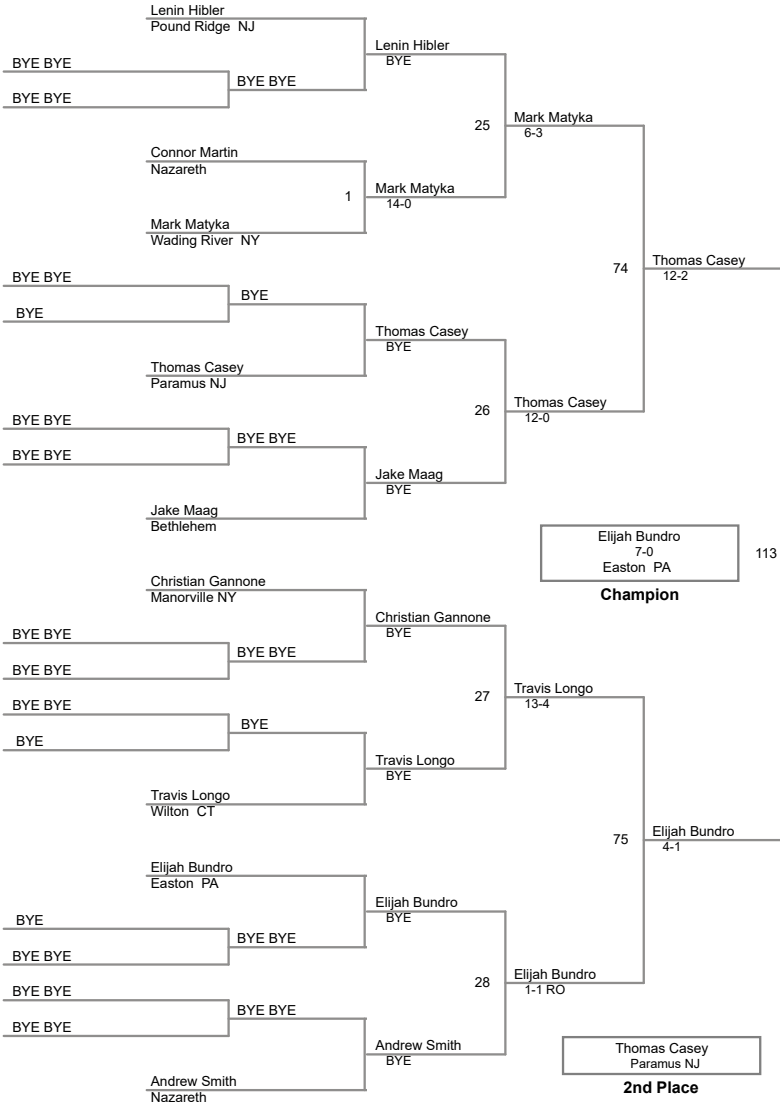 Lenin Hibler
Pound Ridge  NJ
Lenin Hibler
BYE
BYE BYE
BYE BYE
BYE BYE
25
Mark Matyka
6-3
Connor Martin
Nazareth
1
Mark Matyka
14-0
Mark Matyka
Wading River  NY
74
Thomas Casey
12-2
BYE BYE
BYE
BYE
Thomas Casey
BYE
Thomas Casey
Paramus NJ
26
Thomas Casey
12-0
BYE BYE
BYE BYE
BYE BYE
Jake Maag
BYE
Jake Maag
Bethlehem
Elijah Bundro
7-0
Easton  PA
113
Champion
Christian Gannone
Manorville NY
Christian Gannone
BYE
BYE BYE
BYE BYE
BYE BYE
27
Travis Longo
13-4
BYE BYE
BYE
BYE
Travis Longo
BYE
Travis Longo
Wilton  CT
75
Elijah Bundro
4-1
Elijah Bundro
Easton  PA
Elijah Bundro
BYE
BYE
BYE BYE
BYE BYE
28
Elijah Bundro
1-1 RO
BYE BYE
BYE BYE
BYE BYE
Andrew Smith
BYE
Andrew Smith
Nazareth
Thomas Casey
Paramus NJ
2nd Place